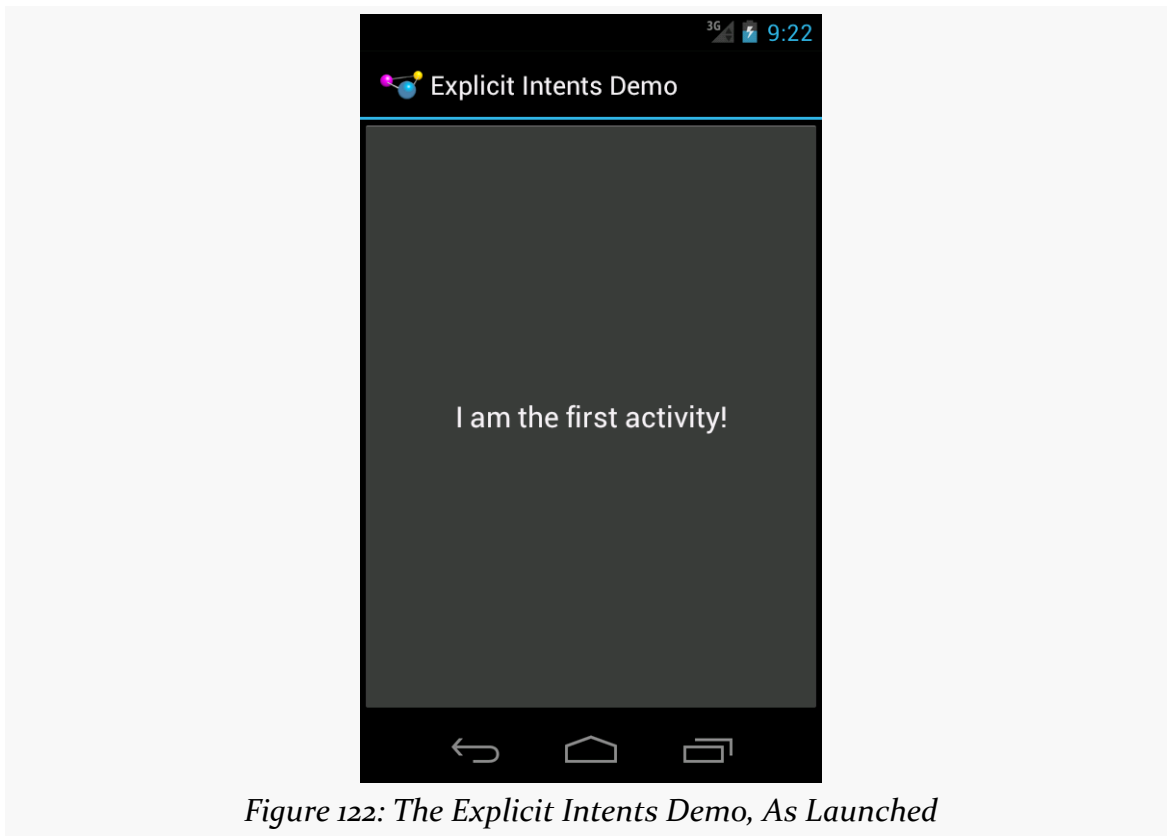 3G 9:22
Explicit Intents Demo
I am the first activity!
Figure 122: The Explicit Intents Demo, As Launched